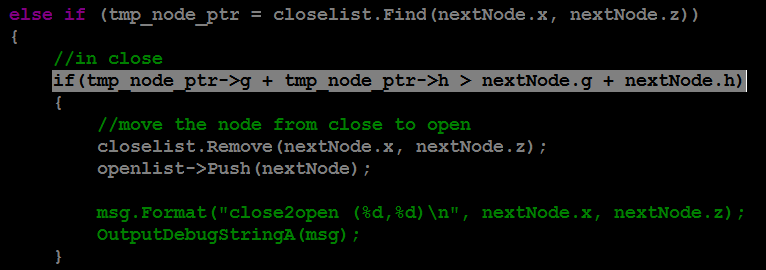 else if (tmp_node_ptr = closelist.Find(nextNode.x, nextNode.z))
{
//in close
if(tmp_node_ptr->g + tmp_node_ptr->h > nextNode.g + nextNode.h)
{
//move the node from close to open
closelist.Remove(nextNode.x, nextNode.z);
openlist->Push(nextNode);
msg.Format("close2open (%d,%d)\n", nextNode.x, nextNode.z);
OutputDebugStringA(msg);
}